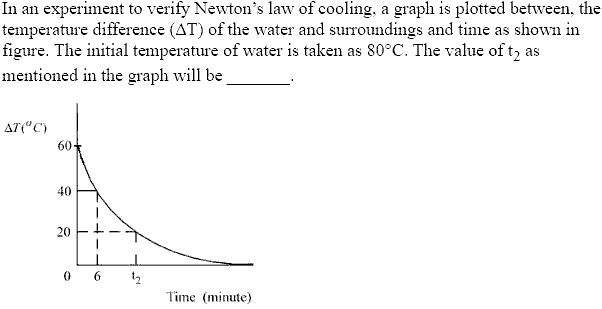 In an experiment to verify Newton's law of cooling, a graph is plotted between, the
temperature difference (ΔT) of the water and surroundings and time as shown in
figure. The initial temperature of water is taken as 80°C. The value of t₂ as
mentioned in the graph will be ________.
ΔT(°C)
60
40
20
0 6 t₂
Time (minute)